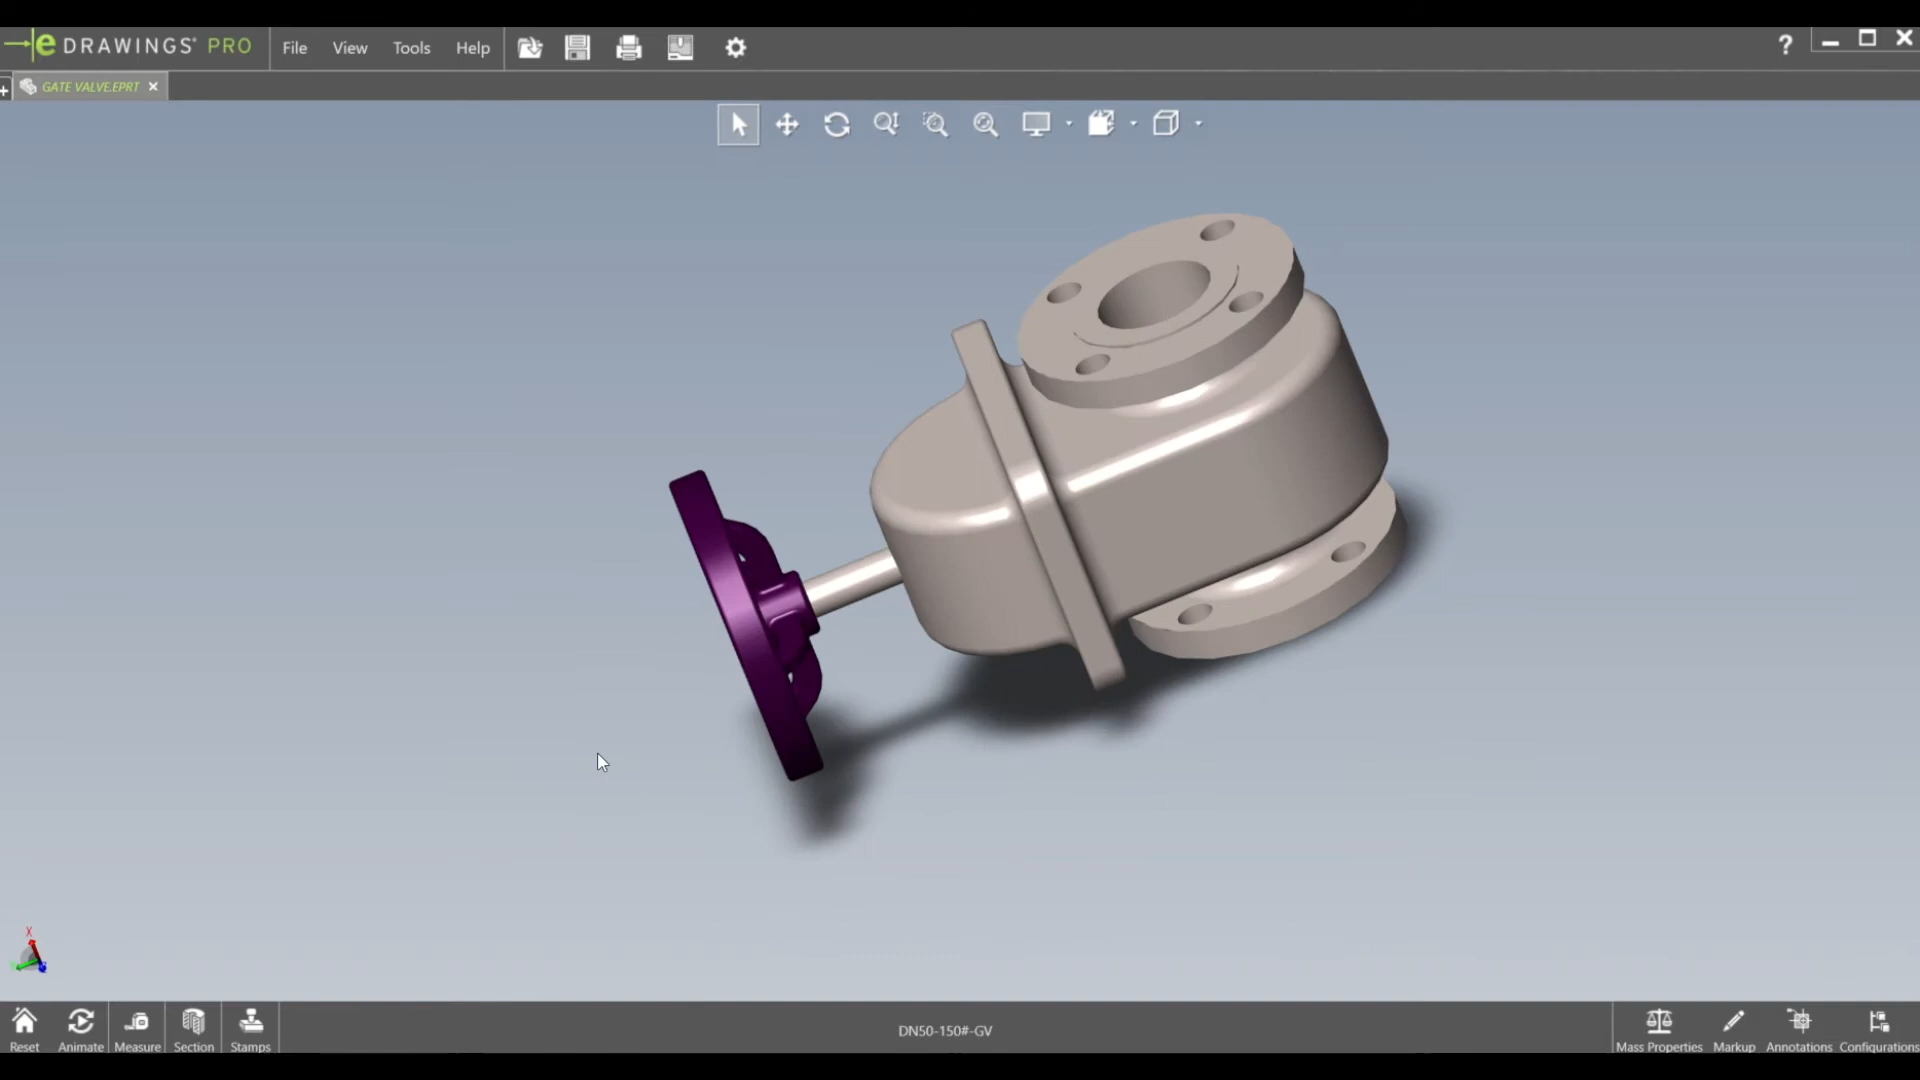 eDRAWINGS® PRO
File View Tools Help
?
GATE VALVE.EPRT
X
Reset Animate Measure Section Stamps
DN50-150#-GV
Mass Properties Markup Annotations Configurations